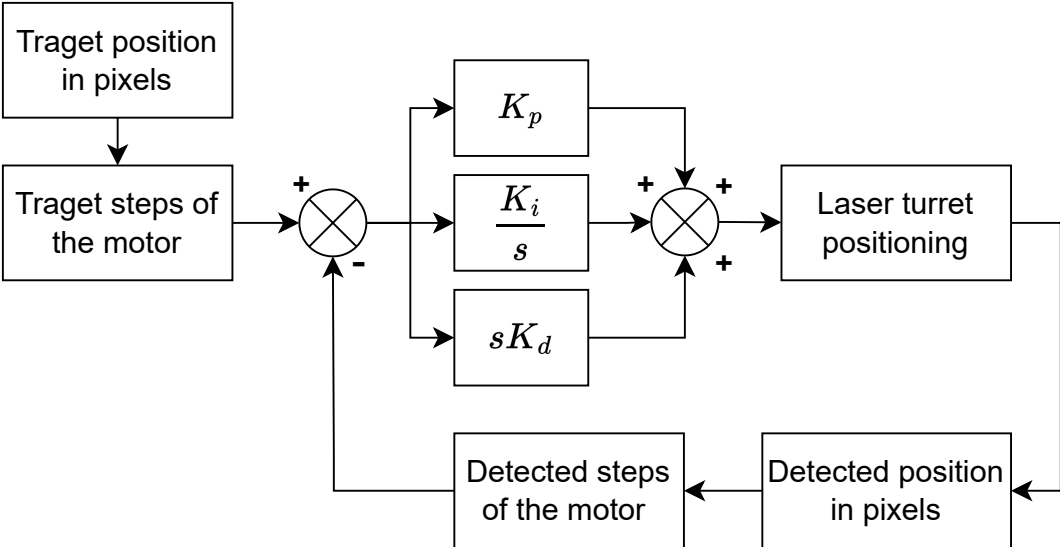 Traget position
in pixels
Traget steps of
the motor
+
-
K_p
K_i
s
sK_d
+
+
+
Laser turret
positioning
Detected steps
of the motor
Detected position
in pixels